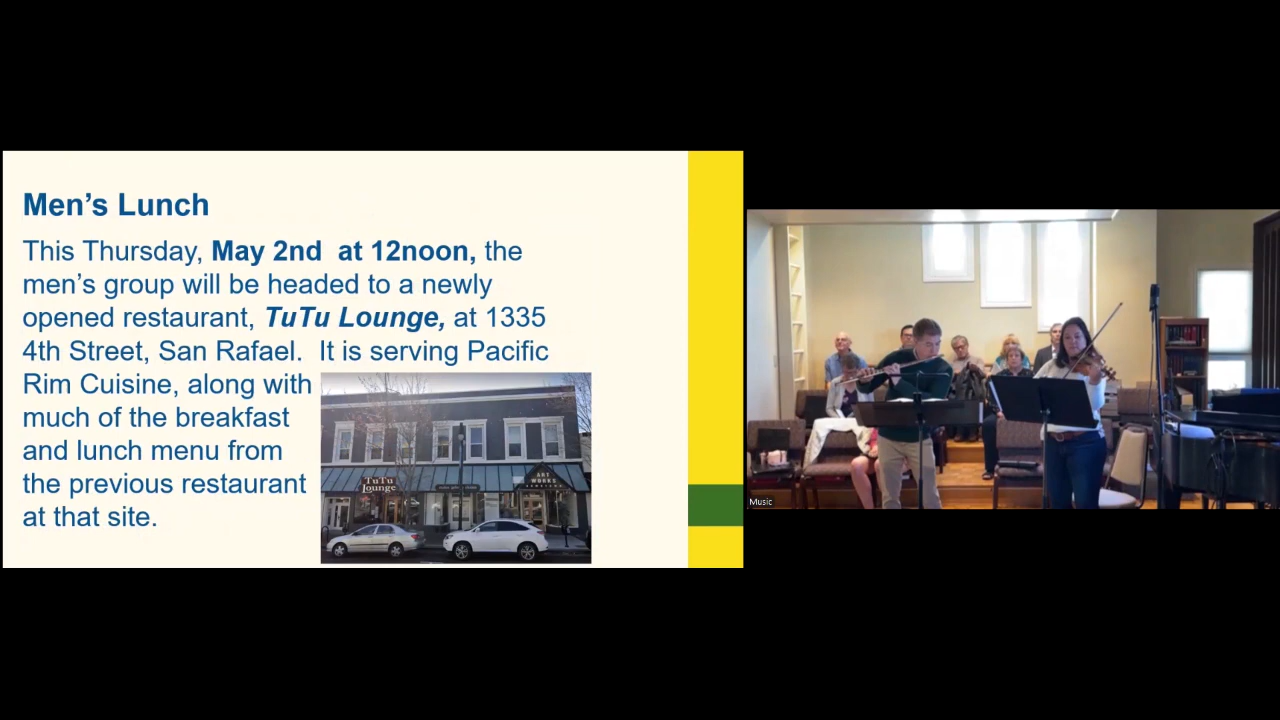 Men’s Lunch
This Thursday, May 2nd  at 12noon, the
men’s group will be headed to a newly
opened restaurant, TuTu Lounge, at 1335
4th Street, San Rafael.  It is serving Pacific
Rim Cuisine, along with
much of the breakfast
and lunch menu from
the previous restaurant
at that site.
TuTu
Lounge
ART
WORKS
Music